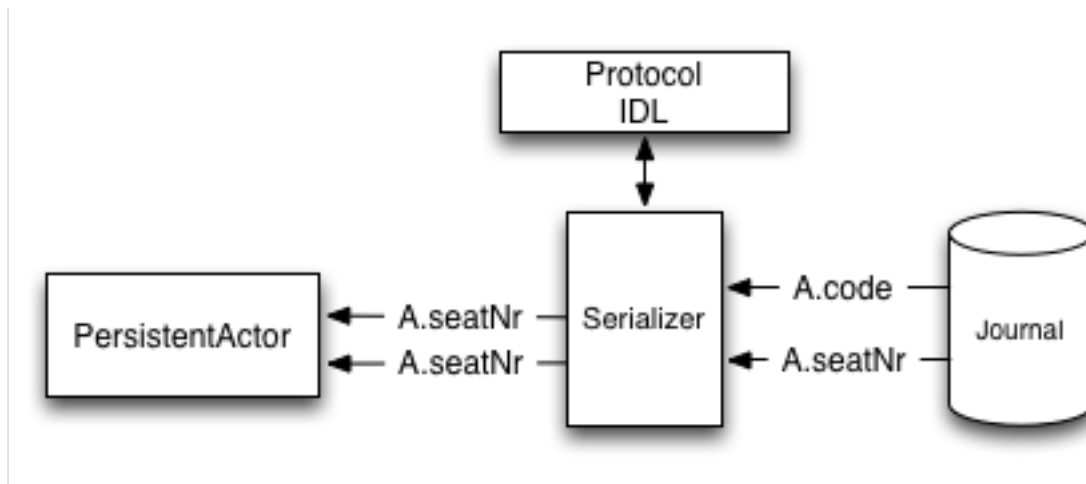 Protocol
IDL
A.code
A.seatNr
Serializer
Journal
PersistentActor
A.seatNr
A.seatNr